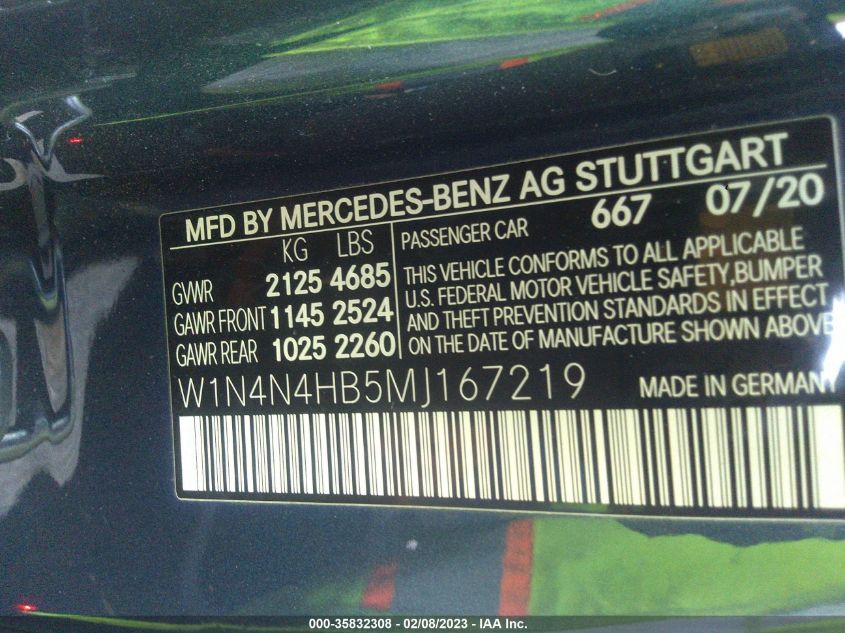 MFD BY MERCEDES-BENZ AG STUTTGART
KG LBS
GVWR 2125 4685
GAWR FRONT 1145 2524
GAWR REAR 1025 2260
PASSENGER CAR 667 07/20
THIS VEHICLE CONFORMS TO ALL APPLICABLE
U.S. FEDERAL MOTOR VEHICLE SAFETY,BUMPER
AND THEFT PREVENTION STANDARDS IN EFFECT
ON THE DATE OF MANUFACTURE SHOWN ABOVE
W1N4N4HB5MJ167219 MADE IN GERMANY
000-35832308 - 02/08/2023 - IAA Inc.